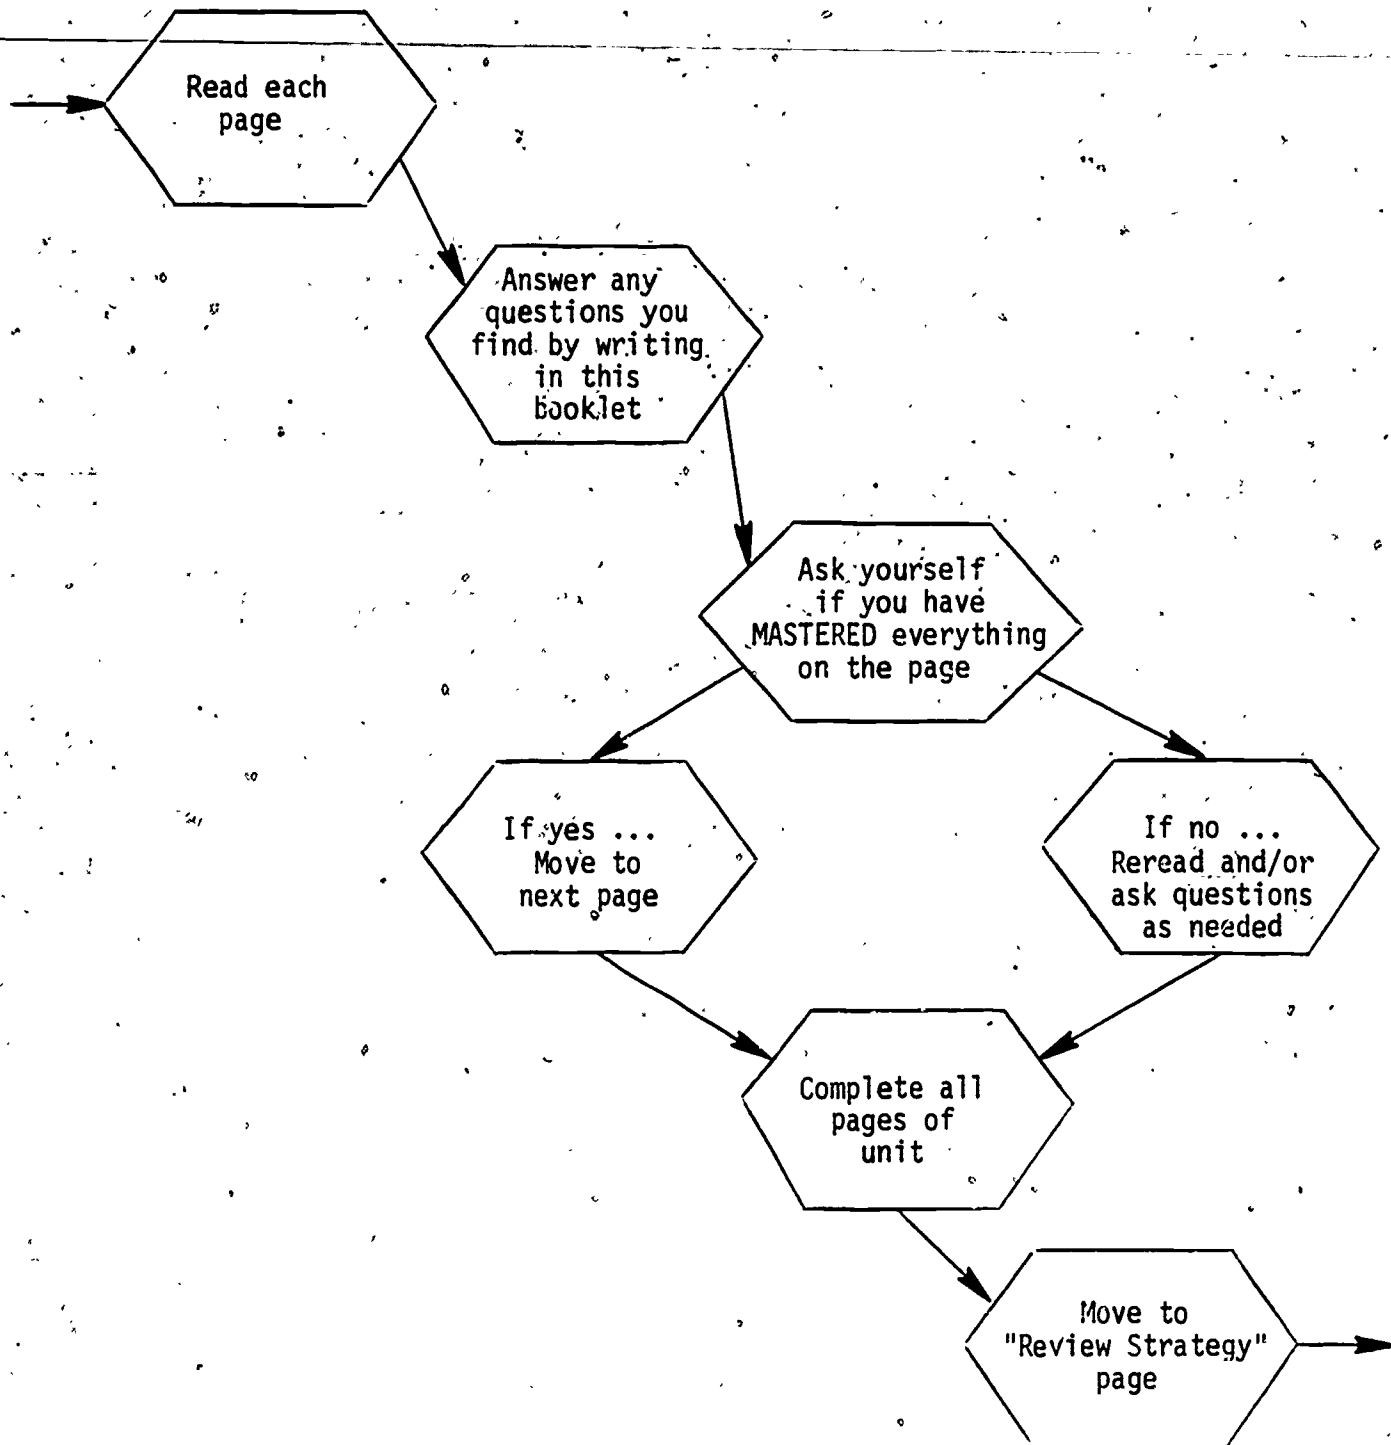 Read each
page
Answer any
questions you
find by writing
in this
booklet
Ask yourself
if you have
MASTERED everything
on the page
If yes ...
Move to
next page
If no ...
Reread and/or
ask questions
as needed
Complete all
pages of
unit
Move to
"Review Strategy"
page